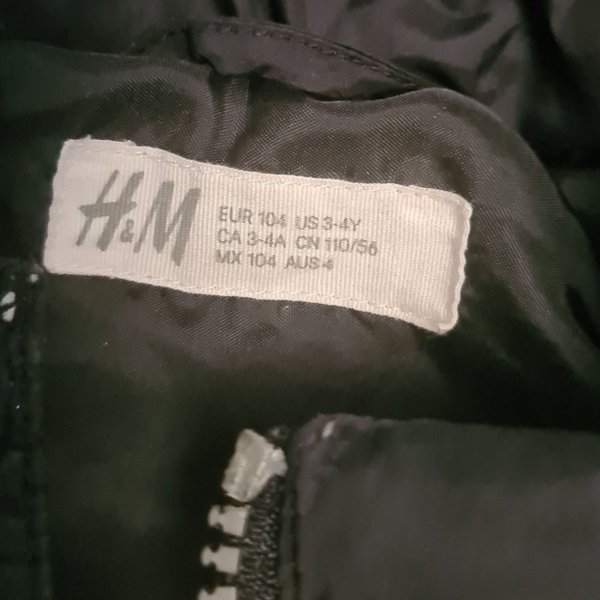 H&M
EUR 104 US 3-4Y
CA 3-4A CN 110/56
MX 104 AUS 4